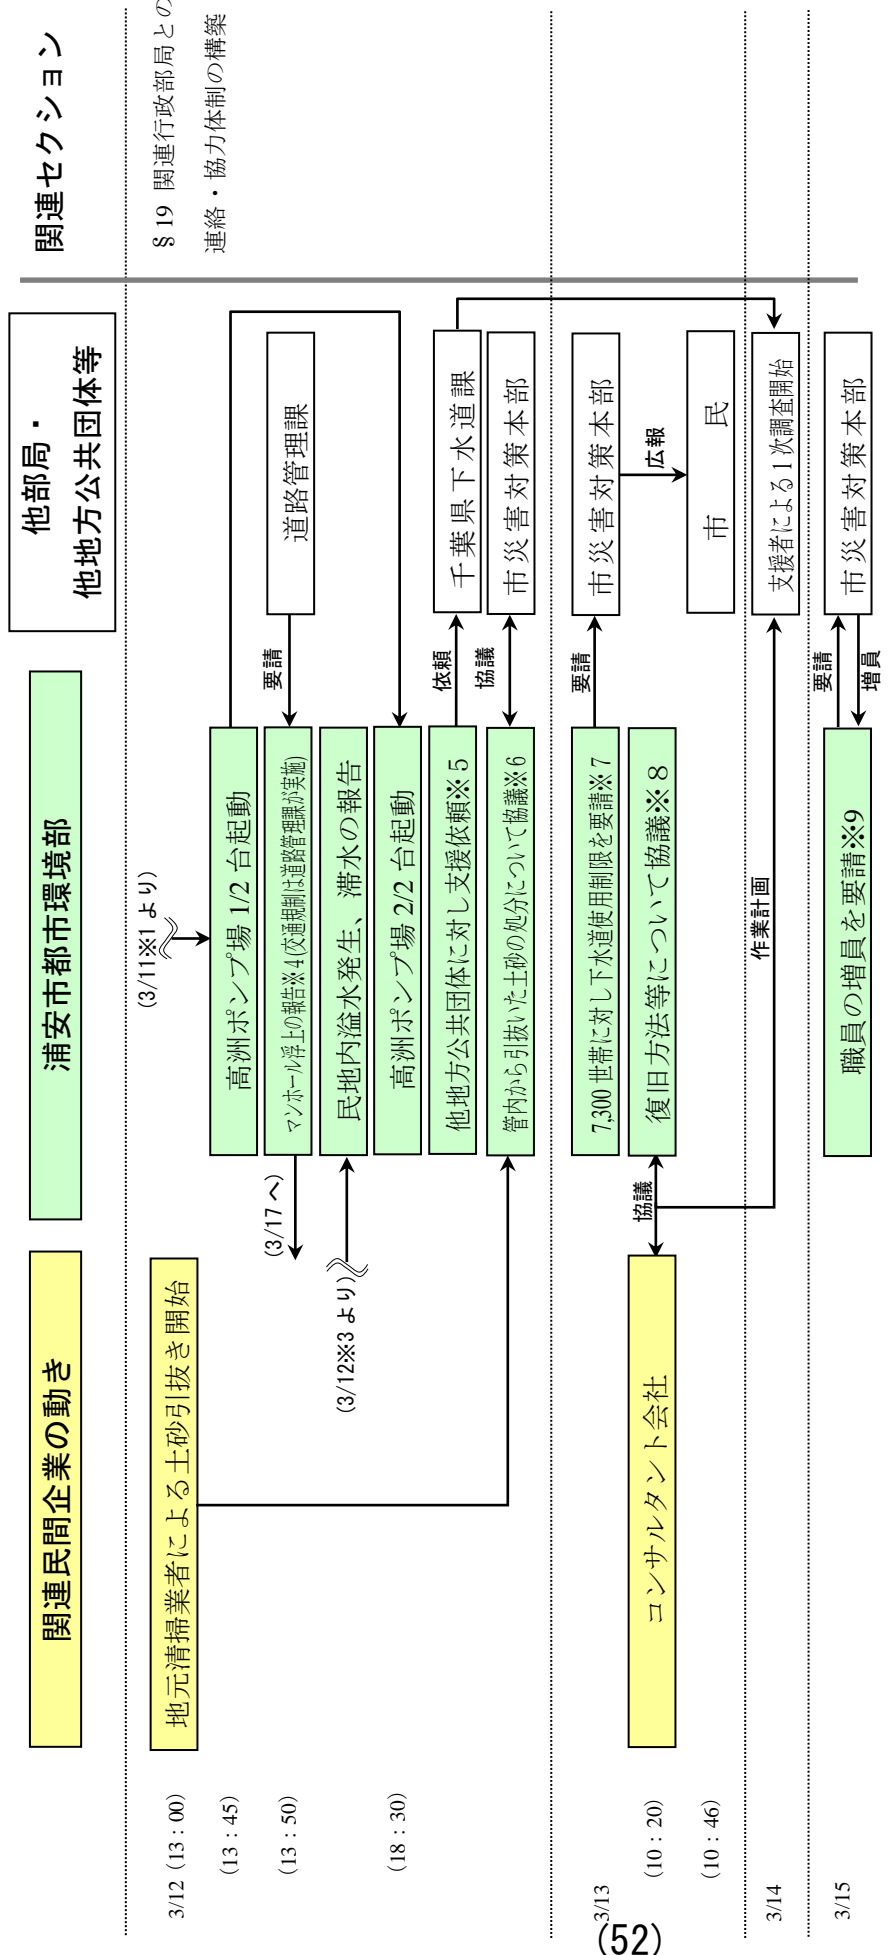 関連民間企業の動き
浦安市都市環境部
他部局・
他地方公共団体等
関連セクション
3/12 (13：00)
地元清掃業者による土砂引抜き開始
(3/11※1より)
§19 関連行政部局との
連絡・協力体制の構築
(13：45)
高洲ポンプ場 1/2 台起動
(13：50)
(3/17 へ)
マンホール浮上の報告※4(交通規制は道路管理課が実施)
要請
道路管理課
(3/12※3 より)
民地内溢水発生、滞水の報告
(18：30)
高洲ポンプ場 2/2 台起動
他地方公共団体に対し支援依頼※5
依頼
千葉県下水道課
管内から引抜いた土砂の処分について協議※6
協議
市災害対策本部
3/13
7,300 世帯に対し下水道使用制限を要請※7
要請
市災害対策本部
(10：20)
コンサルタント会社
協議
復旧方法等について協議※8
広報
(10：46)
市民
3/14
作業計画
支援者による1次調査開始
3/15
職員の増員を要請※9
要請
増員
市災害対策本部
(52)